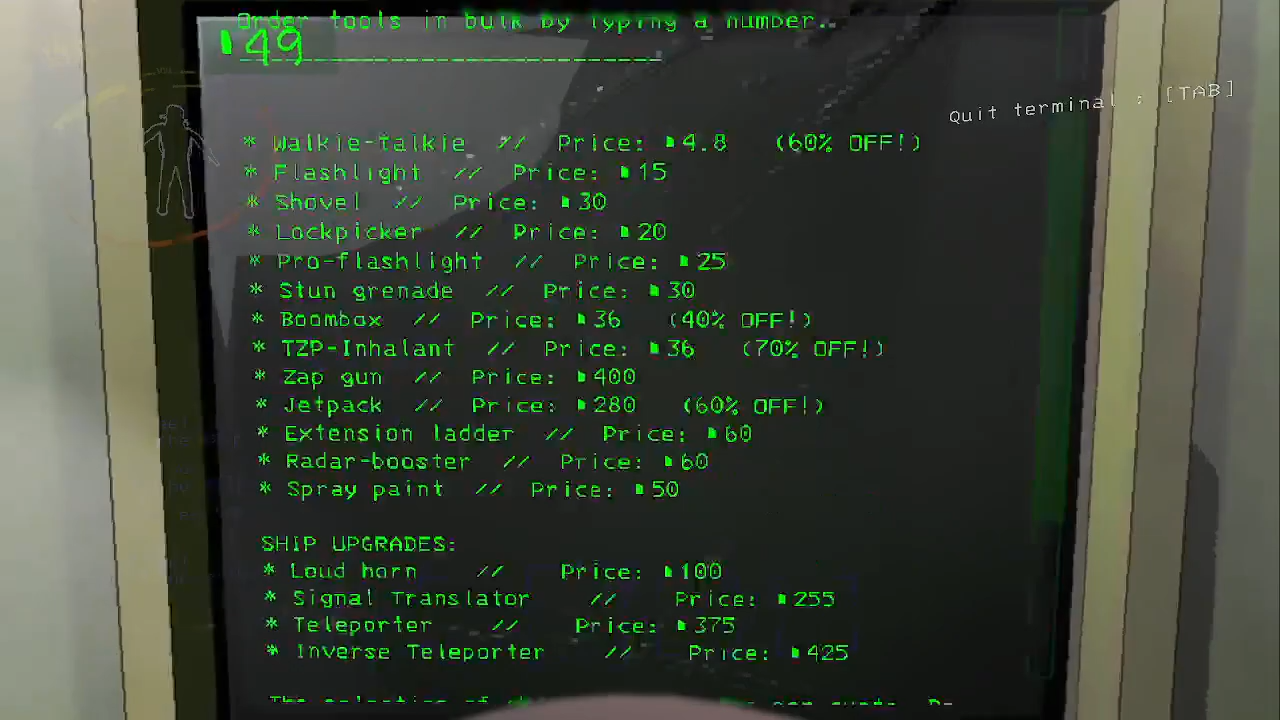 Order tools in bulk by typing a number.
49
------------------------------
Quit terminal : [TAB]
* Walkie-talkie // Price: ▮4.8 (60% OFF!)
* Flashlight // Price: ▮15
* Shovel // Price: ▮30
* Lockpicker // Price: ▮20
* Pro-flashlight // Price: ▮25
* Stun grenade // Price: ▮30
* Boombox // Price: ▮36 (40% OFF!)
* TZP-Inhalant // Price: ▮36 (70% OFF!)
* Zap gun // Price: ▮400
* Jetpack // Price: ▮280 (60% OFF!)
* Extension ladder // Price: ▮60
* Radar-booster // Price: ▮60
* Spray paint // Price: ▮50
SHIP UPGRADES:
* Loud horn // Price: ▮100
* Signal Translator // Price: ▮255
* Teleporter // Price: ▮375
* Inverse Teleporter // Price: ▮425
The selection of